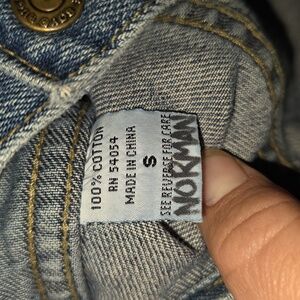 100% COTTON
RN 54054
MADE IN CHINA
S
SEE REVERSE FOR CARE
NORMAN